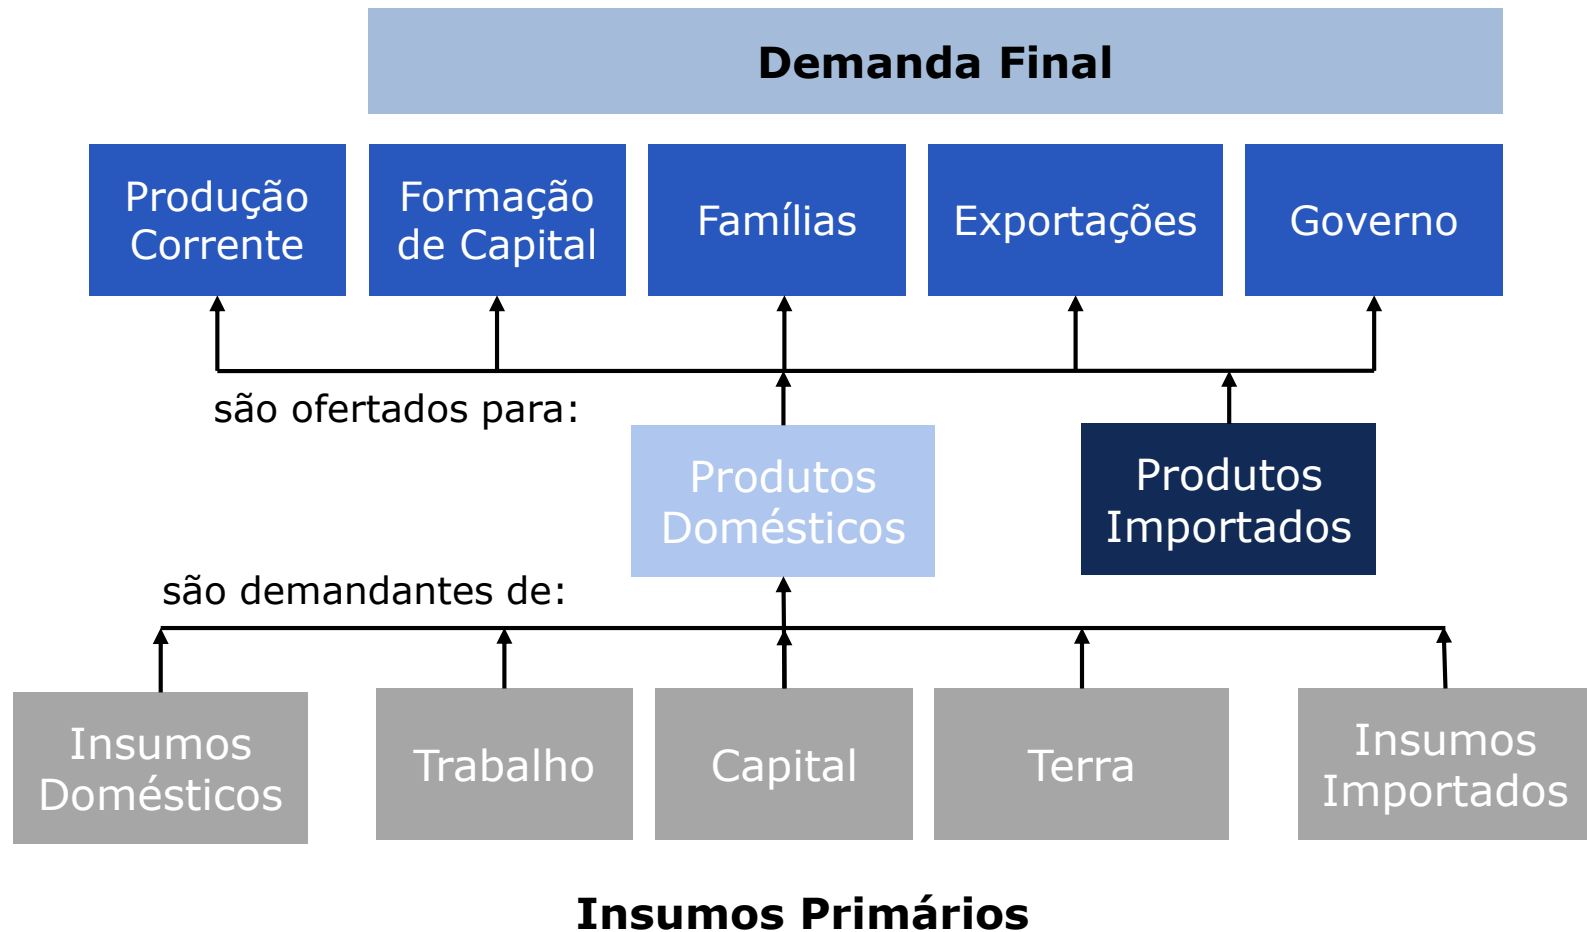 Demanda Final
Produção
Corrente
Formação
de Capital
Famílias
Exportações
Governo
são ofertados para:
Produtos
Domésticos
Produtos
Importados
são demandantes de:
Insumos
Domésticos
Trabalho
Capital
Terra
Insumos
Importados
Insumos Primários